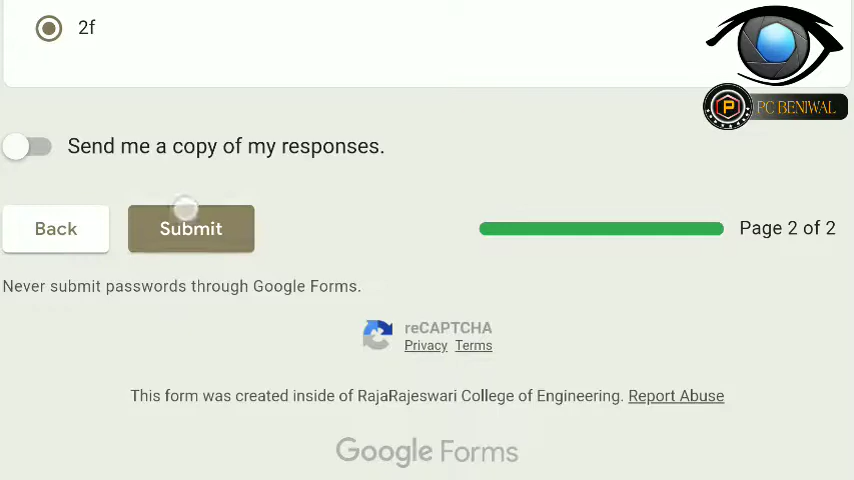 2f
PC BENIWAL
Send me a copy of my responses.
Back
Submit
Page 2 of 2
Never submit passwords through Google Forms.
reCAPTCHA
Privacy Terms
This form was created inside of RajaRajeswari College of Engineering. Report Abuse
Google Forms